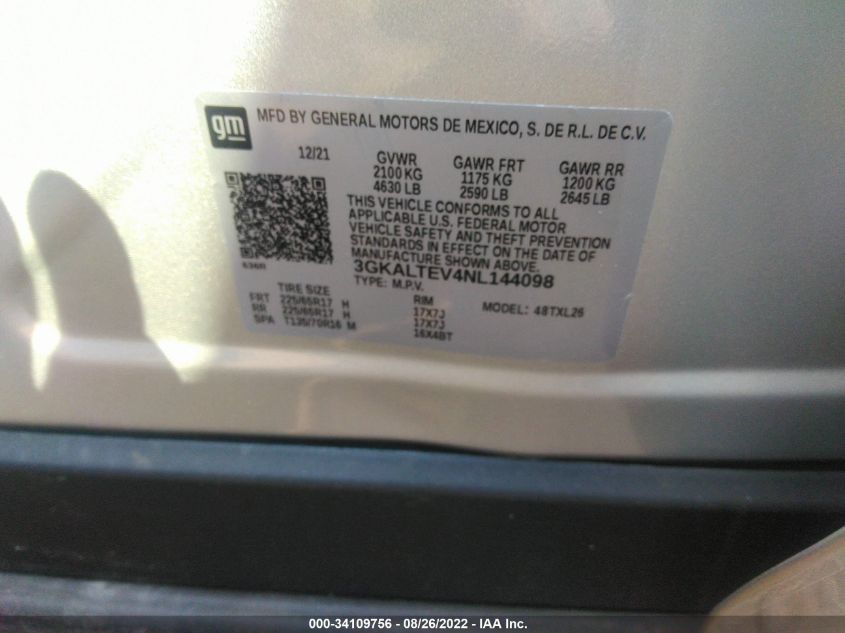 gm MFD BY GENERAL MOTORS DE MEXICO, S. DE R.L. DE C.V.
12/21 GVWR GAWR FRT GAWR RR
2100 KG 1175 KG 1200 KG
4630 LB 2590 LB 2645 LB
THIS VEHICLE CONFORMS TO ALL
APPLICABLE U.S. FEDERAL MOTOR
VEHICLE SAFETY AND THEFT PREVENTION
STANDARDS IN EFFECT ON THE DATE OF
MANUFACTURE SHOWN ABOVE.
3GKALTEV4NL144098
TYPE: M.P.V.
TIRE SIZE RIM MODEL: 48TXL26
FRT 225/65R17 H 17X7J
RR 225/65R17 H 17X7J
SPA T135/70R16 M 16X4BT
000-34109756 - 08/26/2022 - IAA Inc.